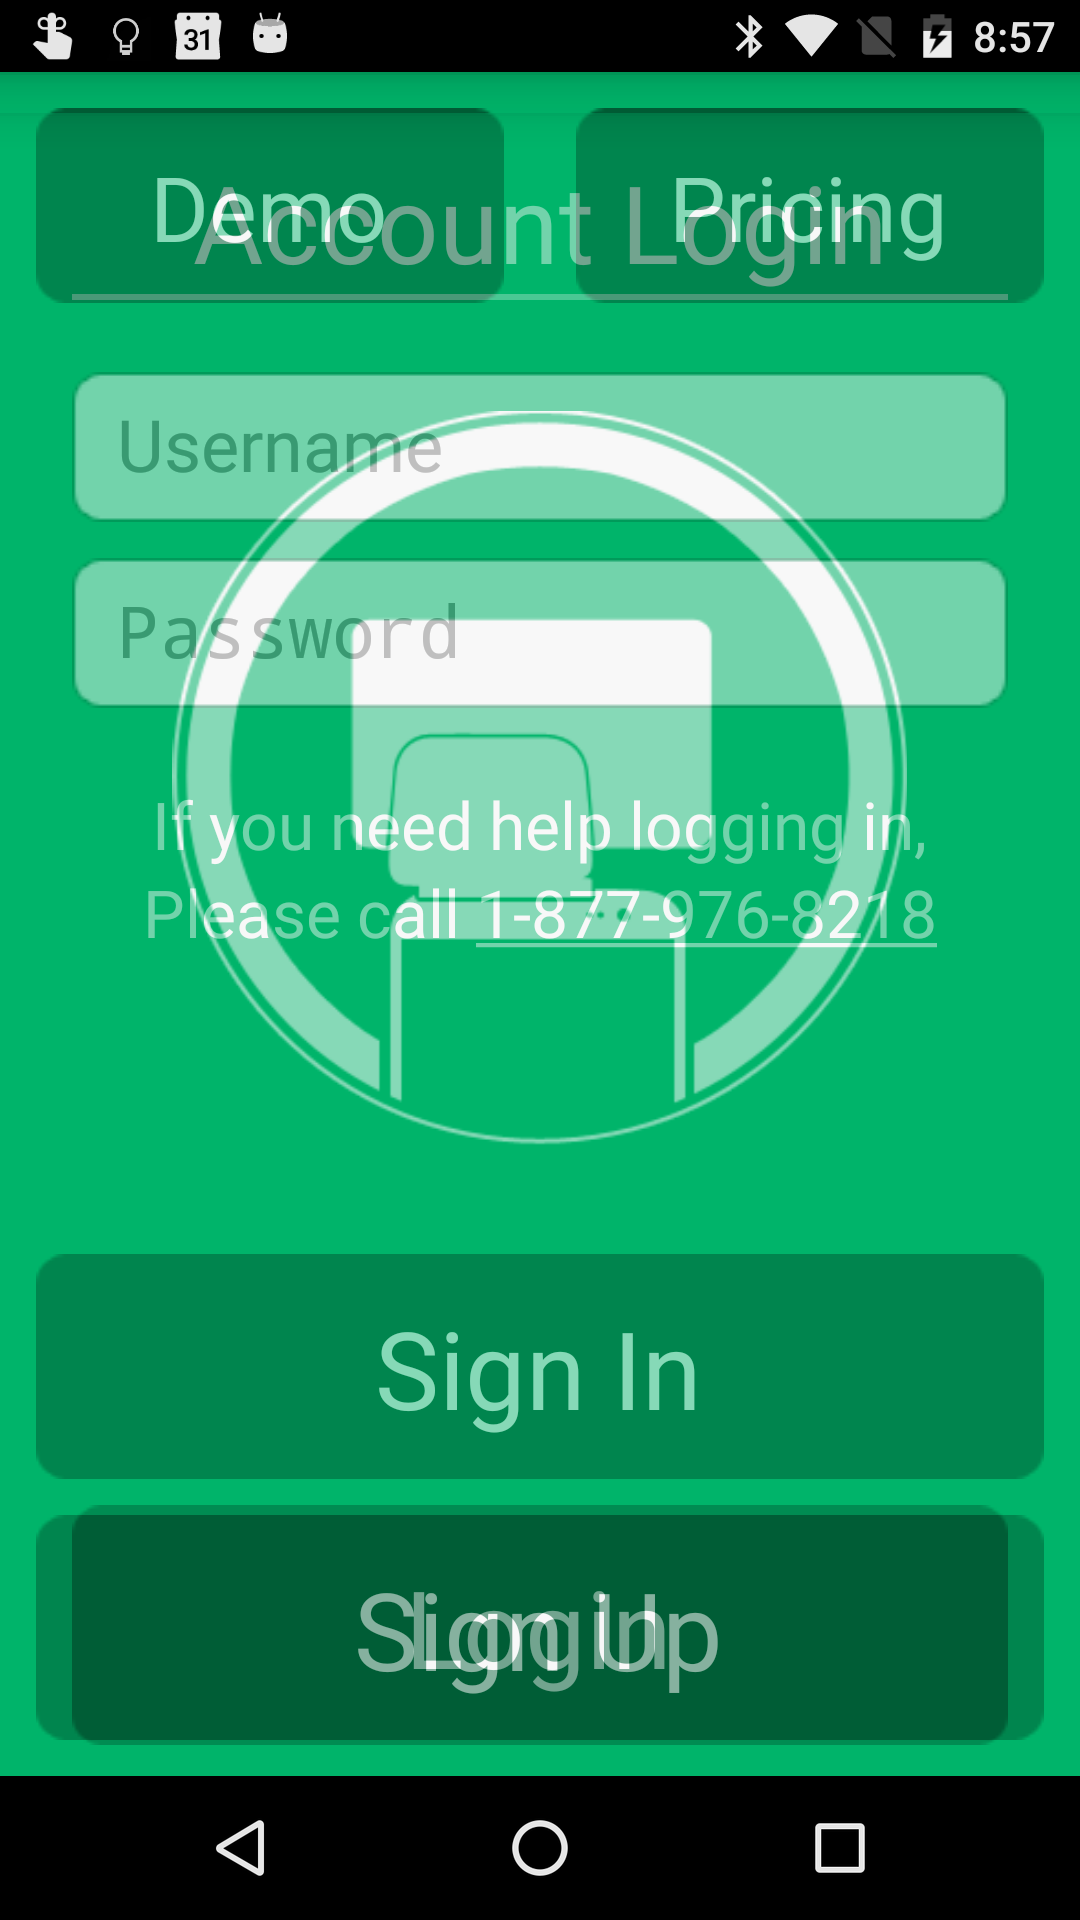 31 8:57
Demo Pricing
Account Login
Username
Password
If you need help logging in,
Please call 1-877-976-8218
Sign In
Sign Up
Login